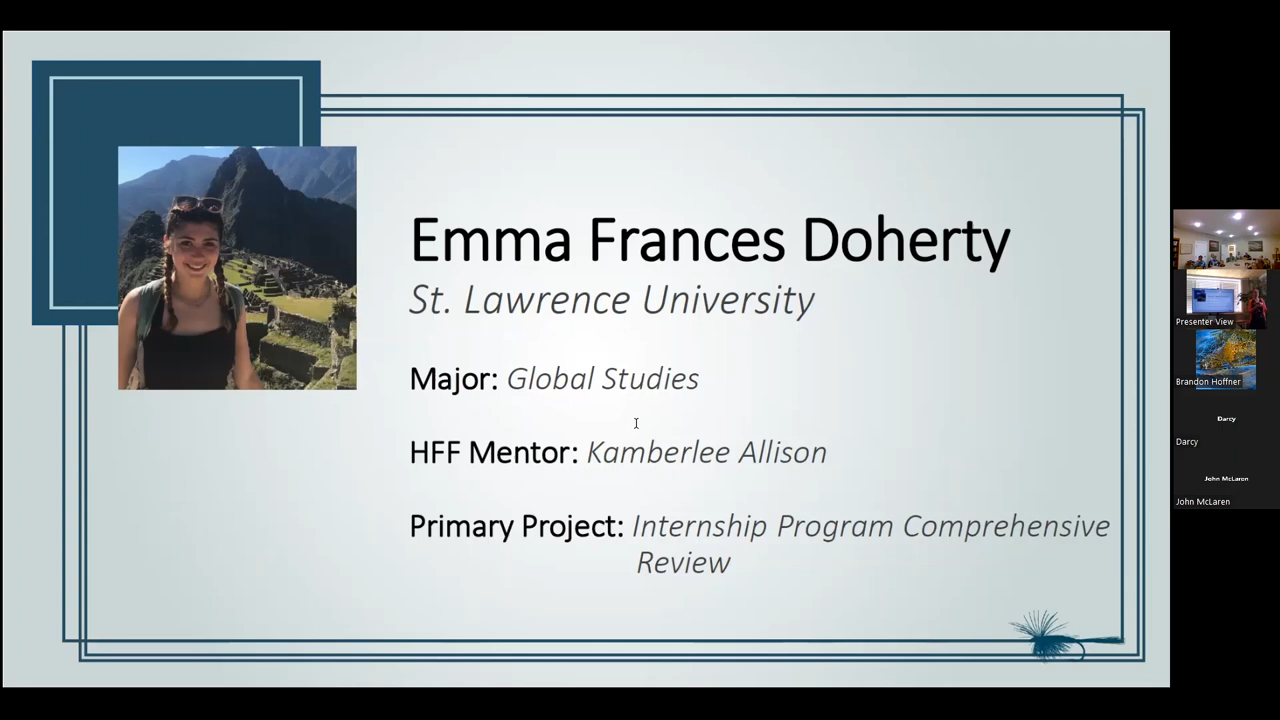 Emma Frances Doherty
St. Lawrence University
Major: Global Studies
HFF Mentor: Kamberlee Allison
Primary Project: Internship Program Comprehensive
Review
Presenter View
Brandon Hoffner
Darcy
Darcy
John McLaren
John McLaren